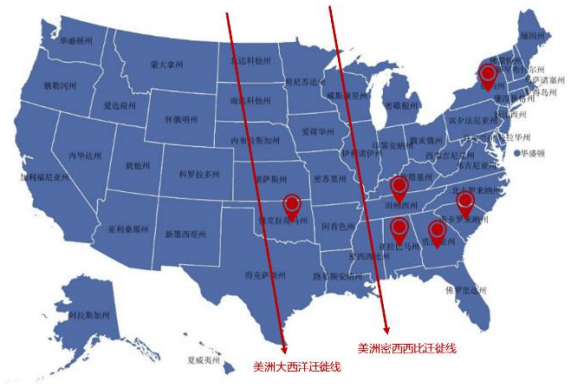 缅因州
华盛顿州
蒙大拿州
北达科他州
明尼苏达州
俄勒冈州
爱达荷州
南达科他州
威斯康星州
密歇根州
怀俄明州
宾夕法尼亚州
内布拉斯加州
爱荷华州
俄亥俄州
内华达州
伊利诺伊州
印第安纳州
华盛顿
犹他州
科罗拉多州
堪萨斯州
密苏里州
西弗吉尼亚州
加利福尼亚州
肯塔基州
北卡罗来纳州
田纳西州
亚利桑那州
新墨西哥州
俄克拉荷马州
阿肯色州
南卡罗来纳州
密西西比州
亚拉巴马州
得克萨斯州
路易斯安纳州
佛罗里达州
阿拉斯加州
夏威夷州
美洲密西西比迁徙线
美洲大西洋迁徙线